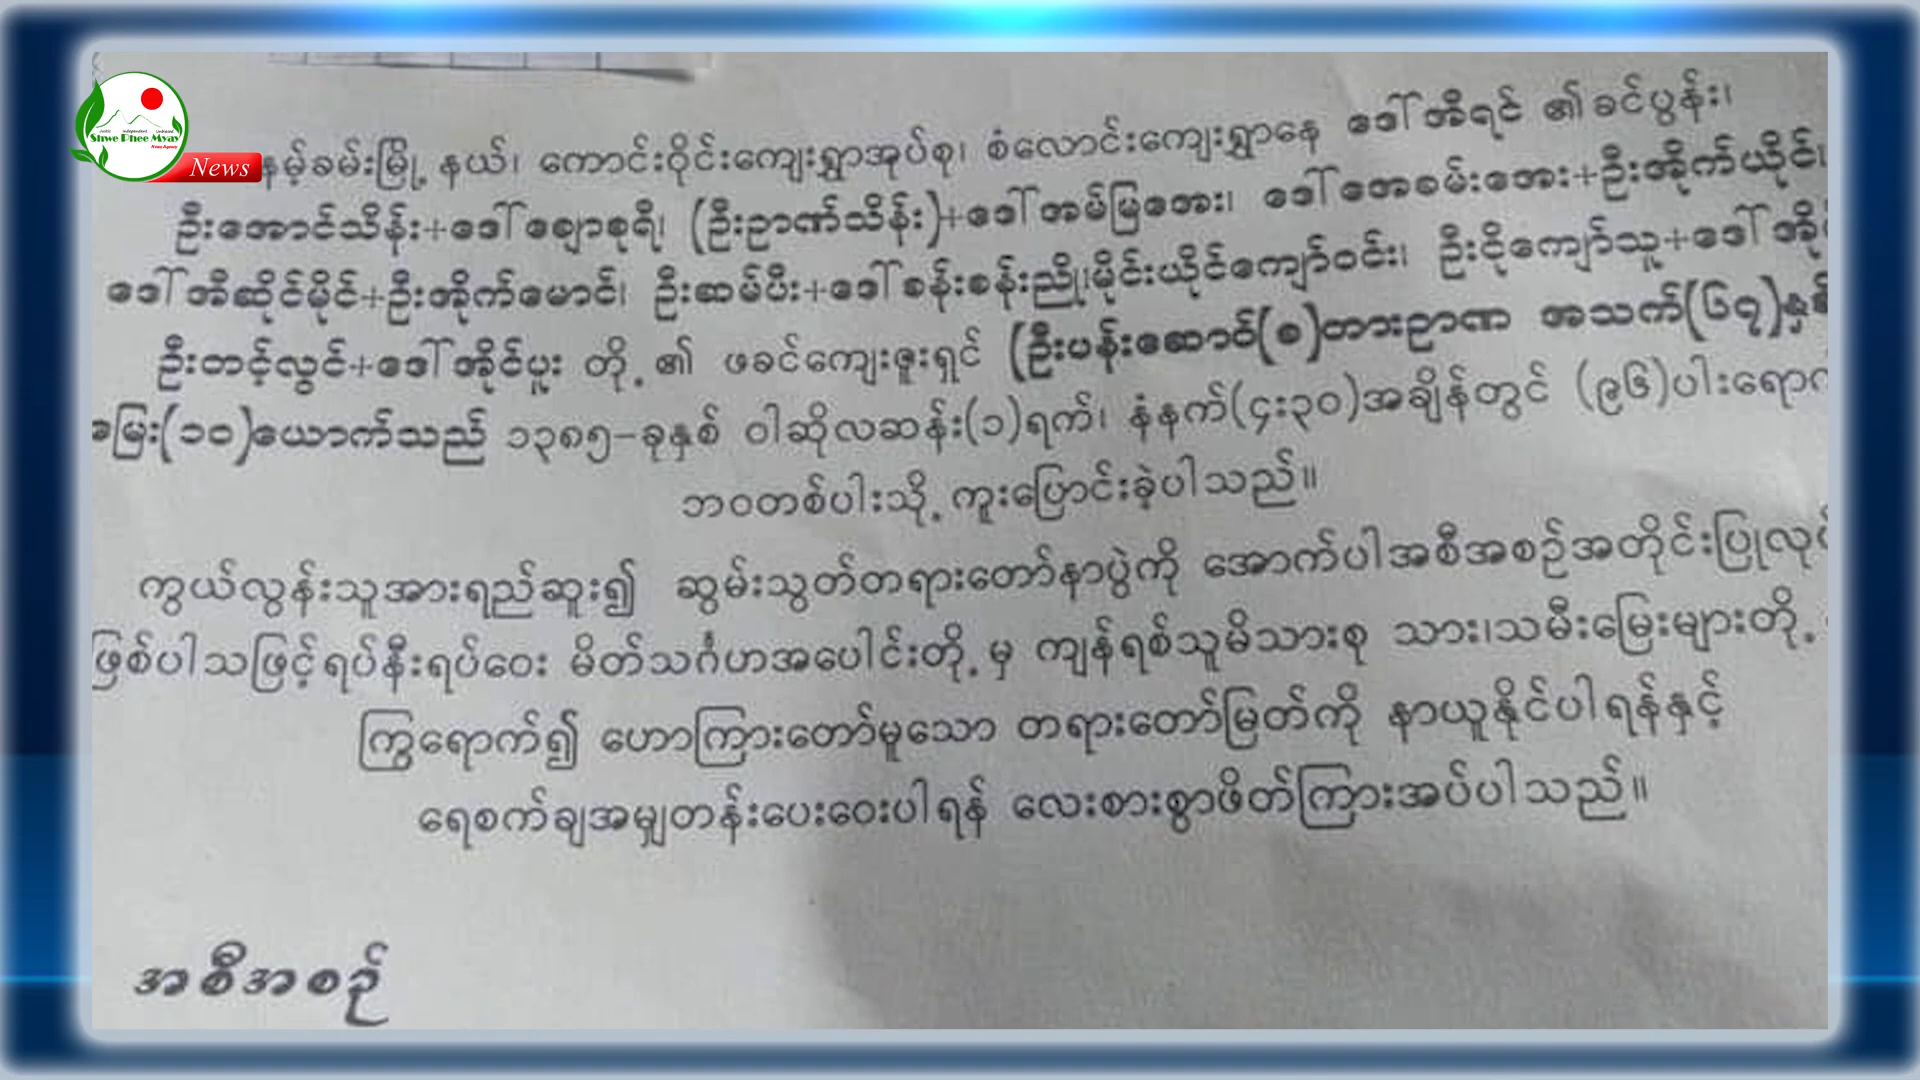 Shwe Phee Myay
News Agency
News
နမ့်ခမ်းမြို့နယ်၊ ကောင်းဝိုင်းကျေးရွာအုပ်စု၊ စံလောင်းကျေးရွာနေ ဒေါ်အီရင် ၏ခင်ပွန်း၊
ဦးအောင်သိန်း+ဒေါ်ဈောစုရီ၊ (ဦးဉာဏ်သိန်း)+ဒေါ်အမ်မြအေး၊ ဒေါ်အေခမ်းအေး+ဦးအိုက်ယိုင်၊
ဒေါ်အီဆိုင်မိုင်+ဦးအိုက်မောင်၊ ဦးဆမ်ပီး+ဒေါ်ခန်းခန်းညို၊မိုင်းယိုင်ကျော်ဝင်း၊ ဦးငိုကျော်သူ+ဒေါ်
ဦးတင့်လွင်+ဒေါ်အိုင်ပူး တို့၏ ဖခင်ကျေးဇူးရှင် (ဦးပန်းဆောင်(ခ)တားဉာဏ အသက်(၆၇)နှစ်
မြေး(၁၀)ယောက်သည် ၁၃၈၅-ခုနှစ် ဝါဆိုလဆန်း(၁)ရက်၊ နံနက်(၄း၃၀)အချိန်တွင် (၉၆)ပါးရောဂ
ဘဝတစ်ပါးသို့ ကူးပြောင်းခဲ့ပါသည်။
ကွယ်လွန်းသူအားရည်ဆူး၍ ဆွမ်းသွတ်တရားတော်နာပွဲကို အောက်ပါအစီအစဉ်အတိုင်းပြုလုပ်
ဖြစ်ပါသဖြင့်ရပ်နီးရပ်ဝေး မိတ်သင်္ဂဟအပေါင်းတို့မှ ကျန်ရစ်သူမိသားစု သား၊သမီးမြေးများတို့
ကြွရောက်၍ ဟောကြားတော်မူသော တရားတော်မြတ်ကို နာယူနိုင်ပါရန်နှင့်
ရေစက်ချအမျှတန်းပေးဝေးပါရန် လေးစားစွာဖိတ်ကြားအပ်ပါသည်။
အစီအစဉ်